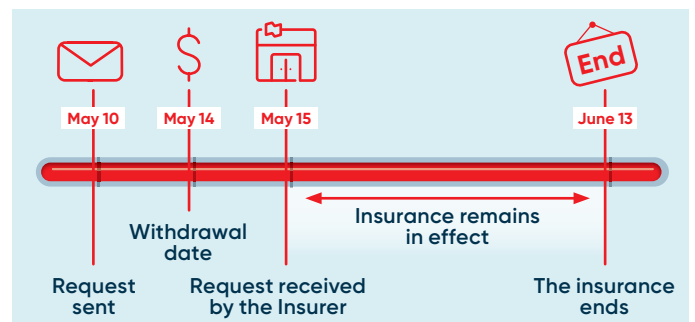 $
End
May 10
May 14
May 15
June 13
Insurance remains
in effect
Withdrawal
date
Request
sent
Request received
by the Insurer
The insurance
ends